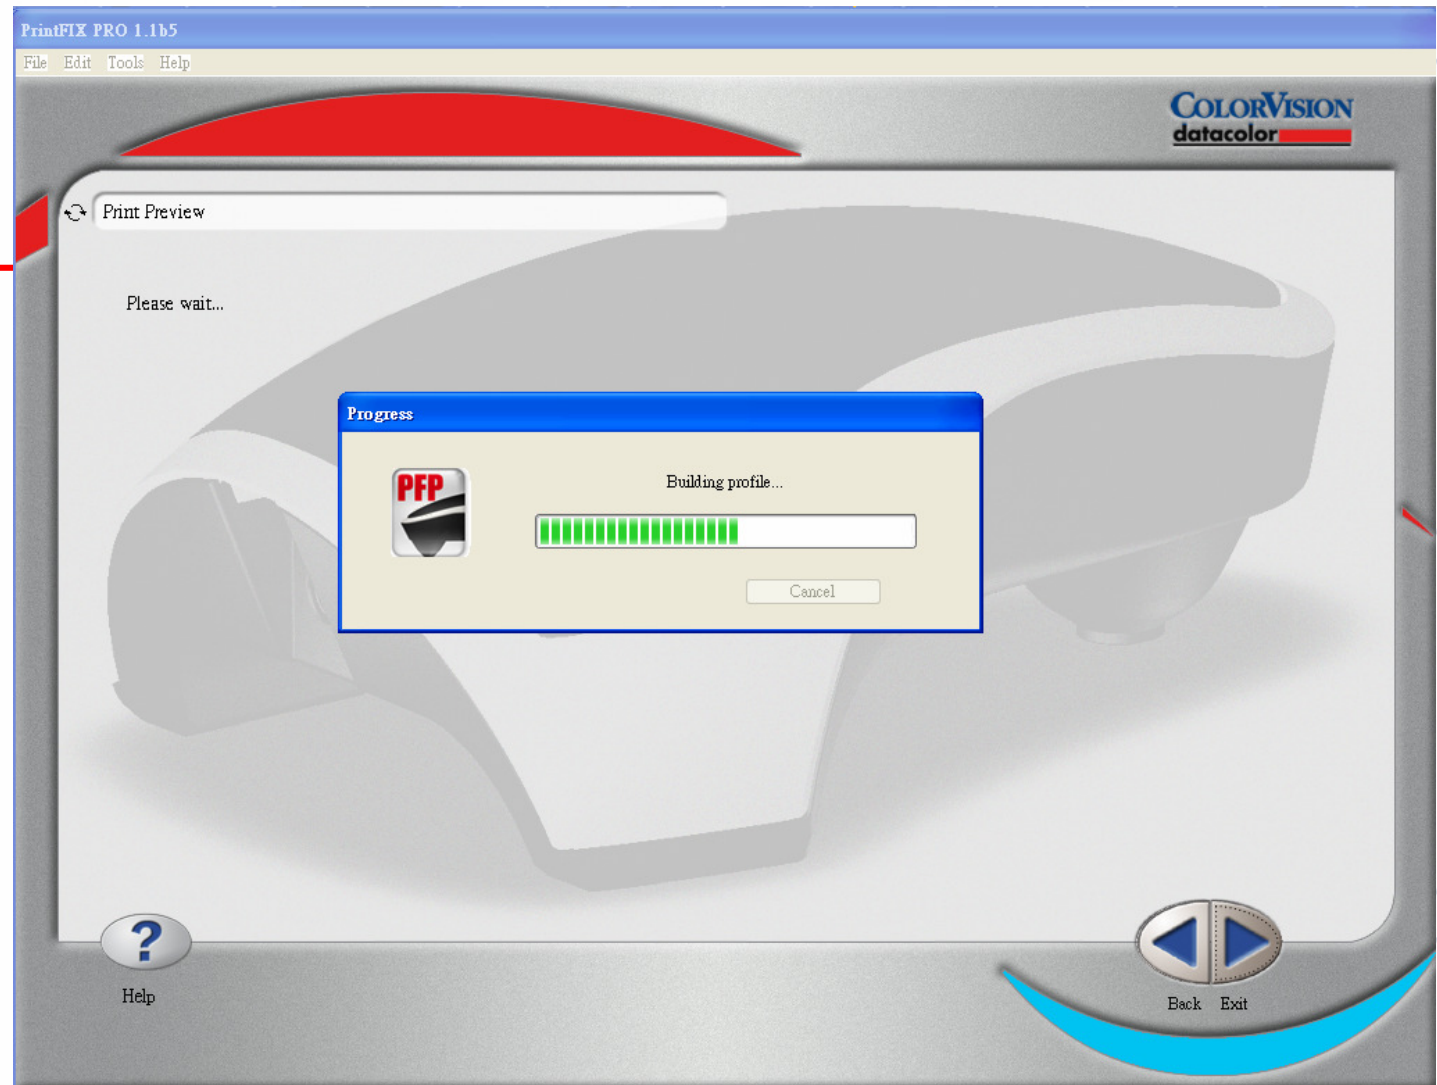 PrintFIX PRO 1.1b5
File Edit Tools Help
COLORVISION
datacolor
Print Preview
Please wait...
Progress
PFP
Building profile...
Cancel
?
Help
Back Exit